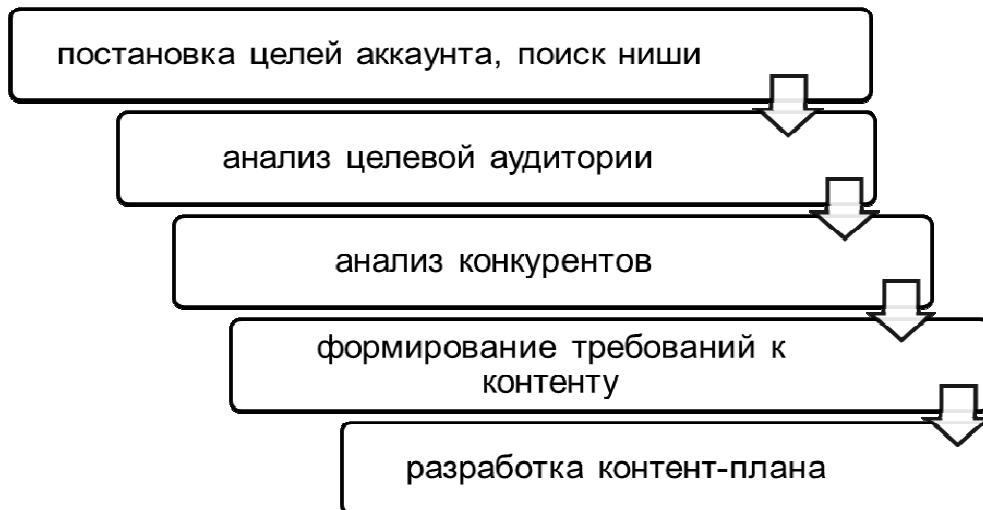 постановка целей аккаунта, поиск ниши
анализ целевой аудитории
анализ конкурентов
формирование требований к
контенту
разработка контент-плана